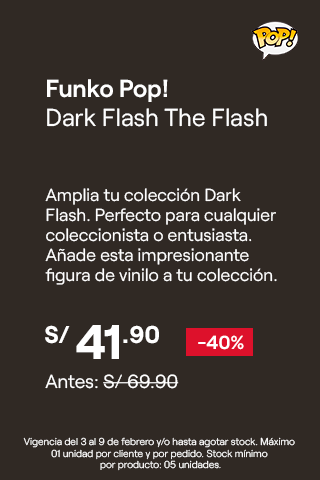 POP!
Funko Pop!
Dark Flash The Flash
Amplia tu colección Dark
Flash. Perfecto para cualquier
coleccionista o entusiasta.
Añade esta impresionante
figura de vinilo a tu colección.
S/ 41.90 -40%
Antes: S/ 69.90
Vigencia del 3 al 9 de febrero y/o hasta agotar stock. Máximo
01 unidad por cliente y por pedido. Stock mínimo
por producto: 05 unidades.